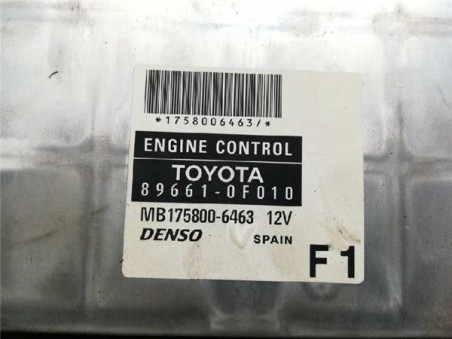 *1758006463/*
ENGINE CONTROL
TOYOTA
89661-0F010
MB175800-6463 12V
DENSO SPAIN F1